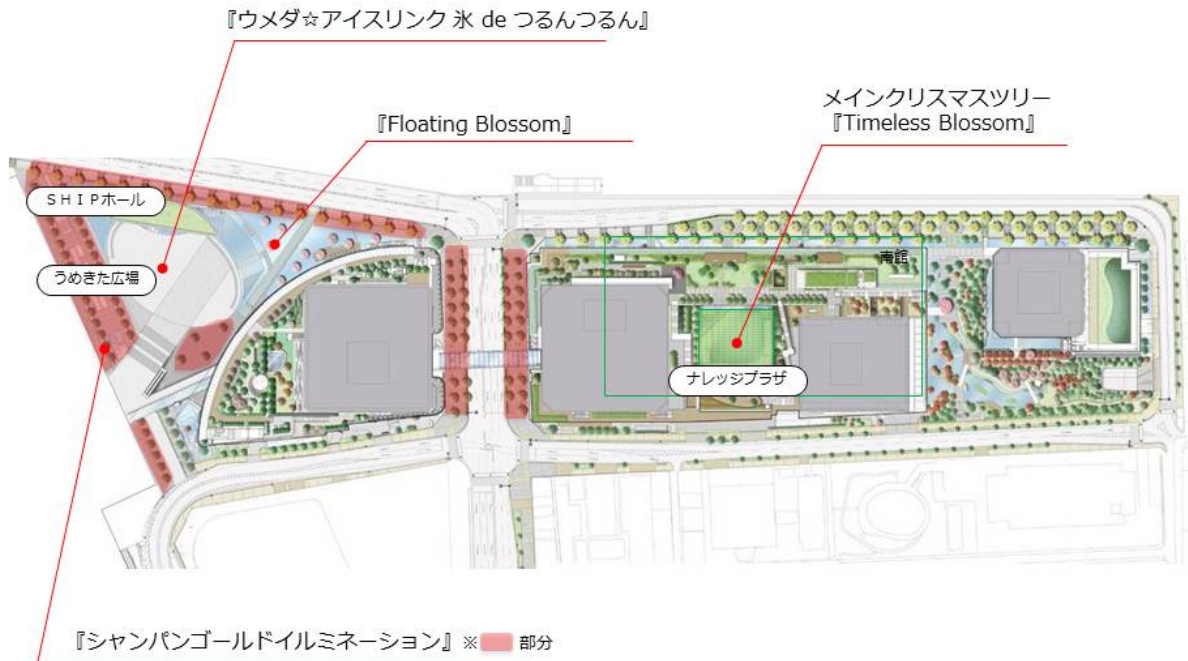 『ウメダ☆アイスリンク 氷 de つるんつるん』
『Floating Blossom』
メインクリスマスツリー
『Timeless Blossom』
ＳＨＩＰホール
うめきた広場
南館
ナレッジプラザ
『シャンパンゴールドイルミネーション』※ 部分